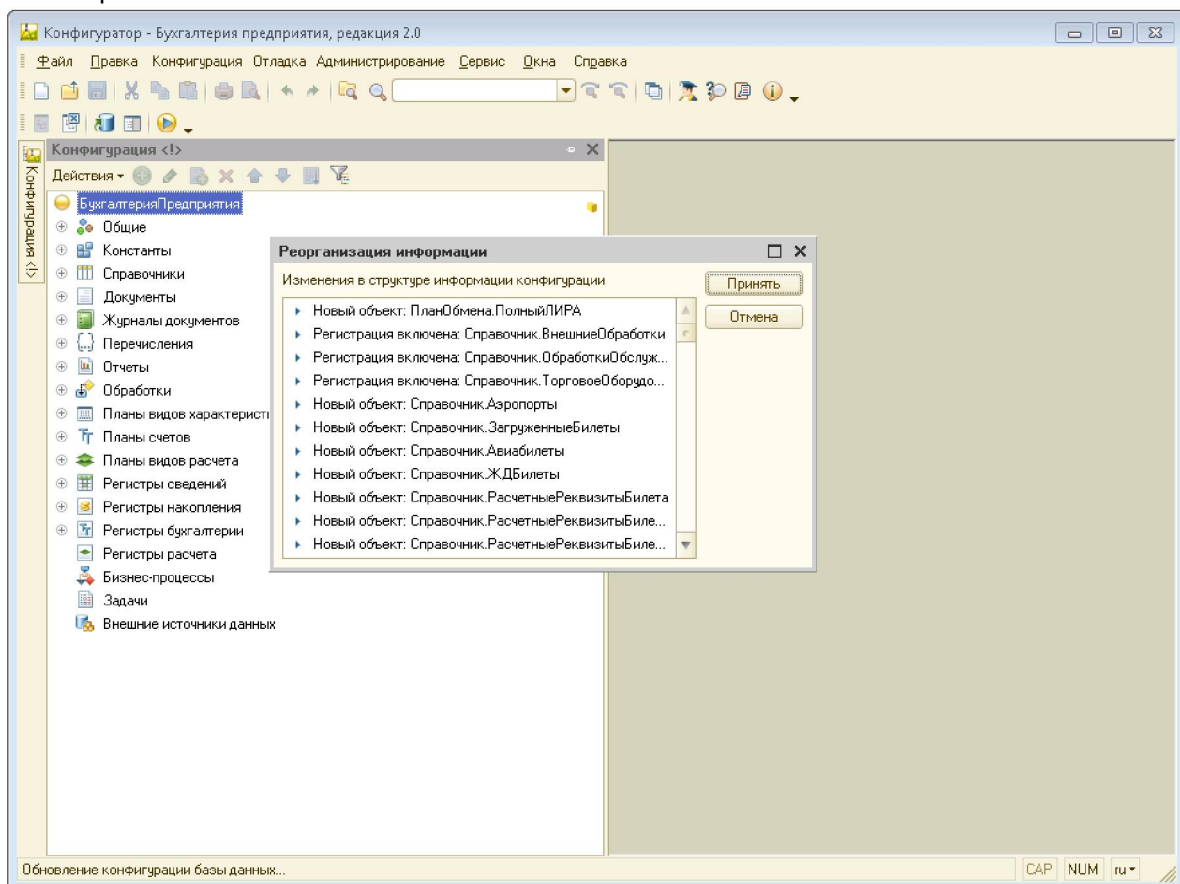 Конфигуратор - Бухгалтерия предприятия, редакция 2.0
Файл Правка Конфигурация Отладка Администрирование Сервис Окна Справка
Конфигурация <!>
Конфигурация <!>
Действия
БухгалтерияПредприятия
Общие
Константы
Справочники
Документы
Журналы документов
Перечисления
Отчеты
Обработки
Планы видов характеристи
Планы счетов
Планы видов расчета
Регистры сведений
Регистры накопления
Регистры бухгалтерии
Регистры расчета
Бизнес-процессы
Задачи
Внешние источники данных
Реорганизация информации
Изменения в структуре информации конфигурации
Принять
Отмена
Новый объект: ПланОбмена.ПолныйЛИРА
Регистрация включена: Справочник.ВнешниеОбработки
Регистрация включена: Справочник.ОбработкиОбслуж...
Регистрация включена: Справочник.ТорговоеОборудо...
Новый объект: Справочник.Аэропорты
Новый объект: Справочник.ЗагруженныеБилеты
Новый объект: Справочник.Авиабилеты
Новый объект: Справочник.ЖДБилеты
Новый объект: Справочник.РасчетныеРеквизитыБилета
Новый объект: Справочник.РасчетныеРеквизитыБиле...
Новый объект: Справочник.РасчетныеРеквизитыБиле...
Обновление конфигурации базы данных...
CAP NUM ru